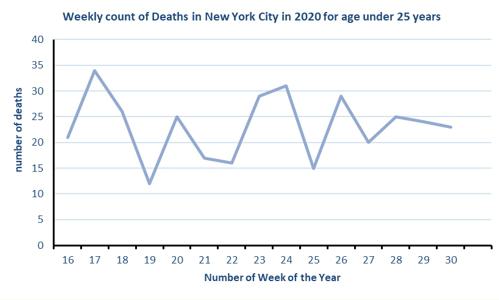 Weekly count of Deaths in New York City in 2020 for age under 25 years
number of deaths
40
35
30
25
20
15
10
5
0
16 17 18 19 20 21 22 23 24 25 26 27 28 29 30
Number of Week of the Year